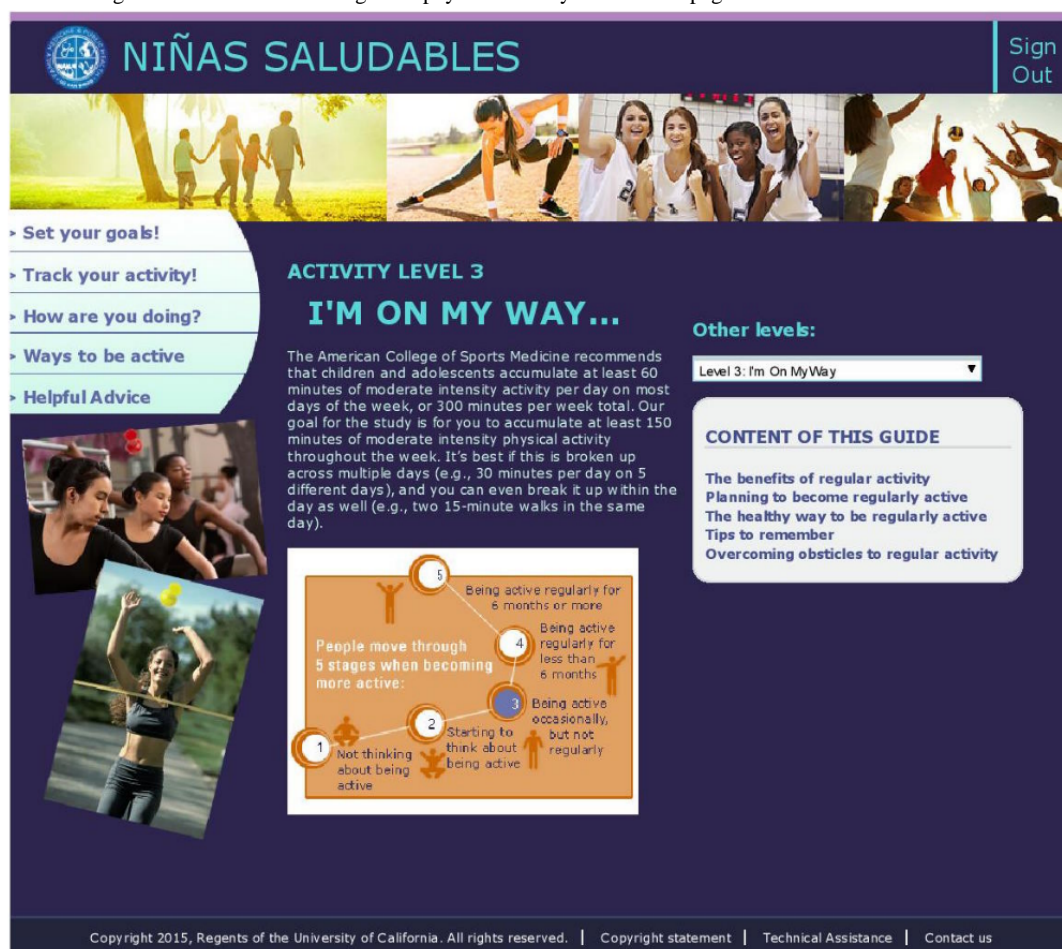 NIÑAS SALUDABLES
Sign
Out
> Set your goals!
> Track your activity!
> How are you doing?
> Ways to be active
> Helpful Advice
ACTIVITY LEVEL 3
I'M ON MY WAY...
The American College of Sports Medicine recommends
that children and adolescents accumulate at least 60
minutes of moderate intensity activity per day on most
days of the week, or 300 minutes per week total. Our
goal for the study is for you to accumulate at least 150
minutes of moderate intensity physical activity
throughout the week. It's best if this is broken up
across multiple days (e.g., 30 minutes per day on 5
different days), and you can even break it up within the
day as well (e.g., two 15-minute walks in the same
day).
5
Being active regularly for
6 months or more
People move through
5 stages when becoming
more active:
4
Being active
regularly for
less than
6 months
3
Being active
occasionally,
but not
regularly
2
Starting to
think about
being active
1
Not thinking
about being
active
Other levels:
Level 3: I'm On MyWay
CONTENT OF THIS GUIDE
The benefits of regular activity
Planning to become regularly active
The healthy way to be regularly active
Tips to remember
Overcoming obsticles to regular activity
Copyright 2015, Regents of the University of California. All rights reserved. | Copyright statement | Technical Assistance | Contact us